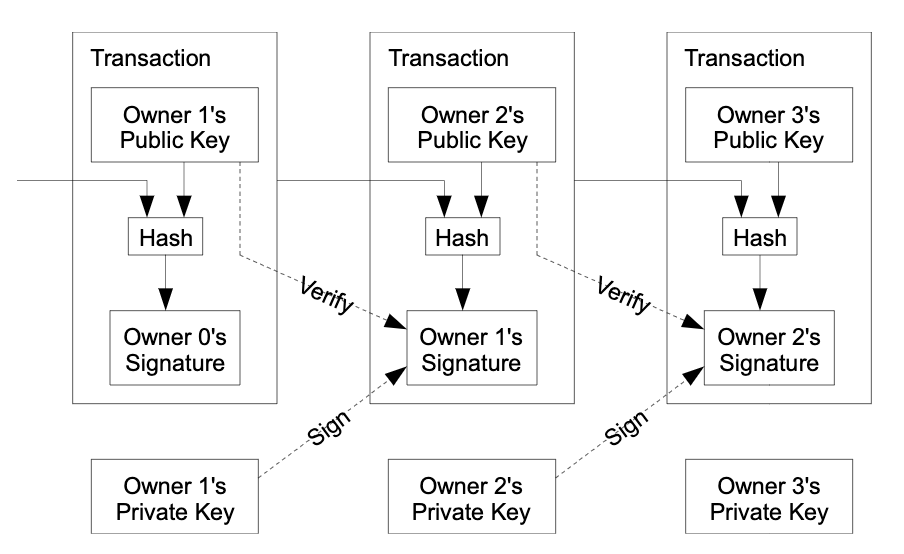 Transaction
Transaction
Transaction
Owner 1's
Public Key
Owner 2's
Public Key
Owner 3's
Public Key
Hash
Hash
Hash
Verify
Verify
Owner 0's
Signature
Owner 1's
Signature
Owner 2's
Signature
Sign
Sign
Owner 1's
Private Key
Owner 2's
Private Key
Owner 3's
Private Key